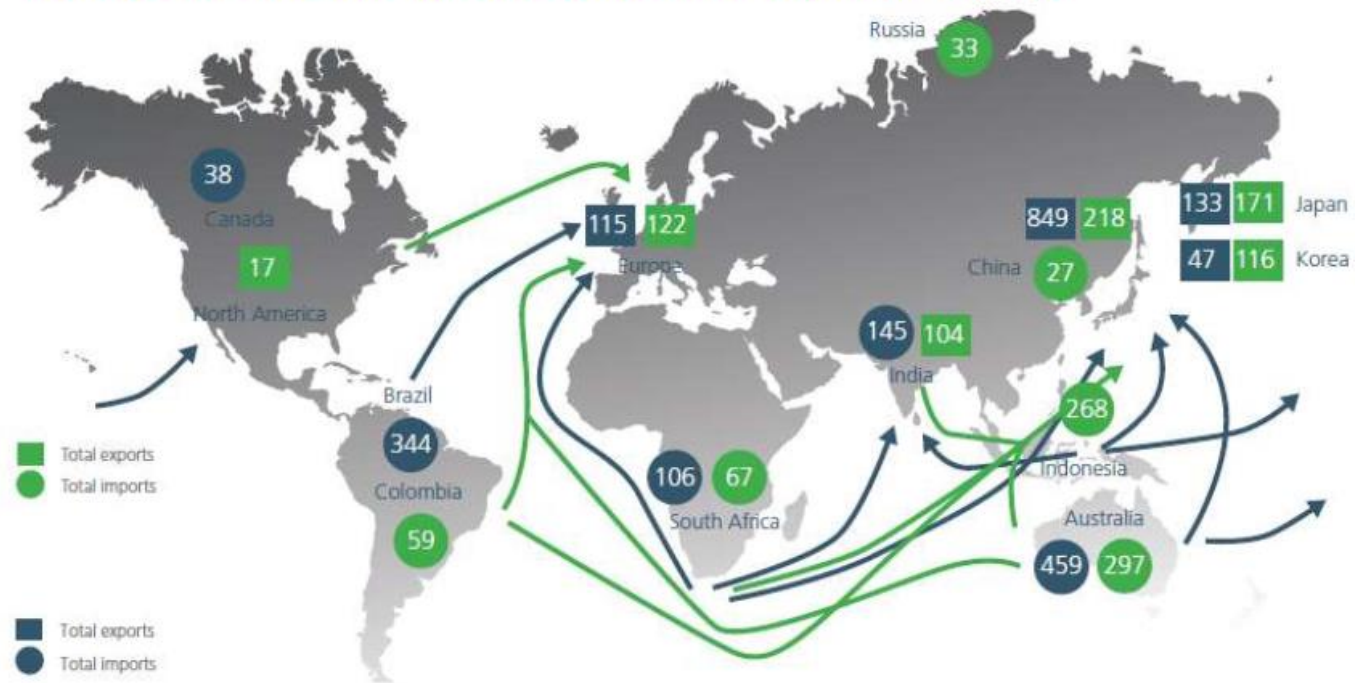 Russia
33
38
Canada
17
North America
115 122
Europe
849 218
China 27
133 171 Japan
47 116 Korea
145 104
India
Brazil
344
Colombia
59
268
Indonesia
106 67
South Africa
Australia
459 297
Total exports
Total imports
Total exports
Total imports